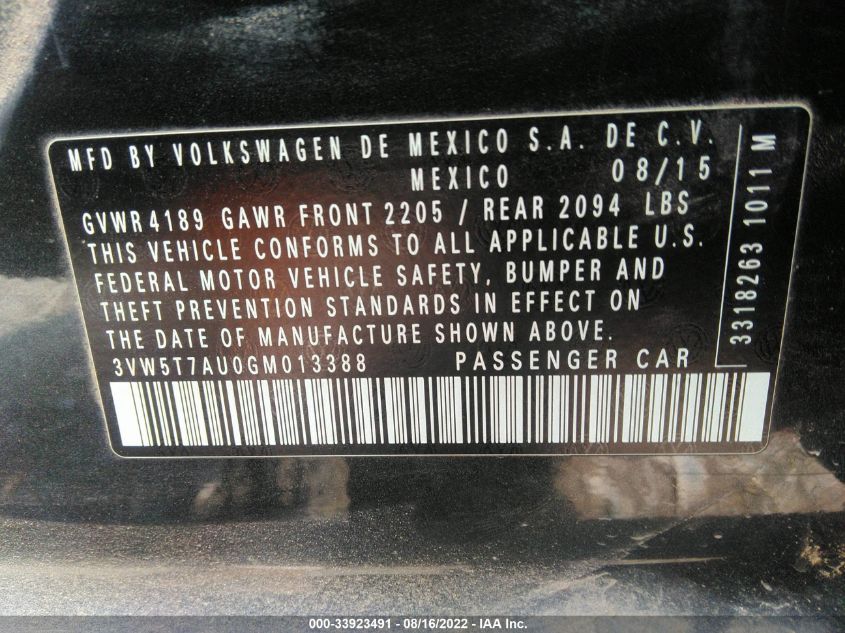 MFD BY VOLKSWAGEN DE MEXICO S.A. DE C.V.
MEXICO 08/15
GVWR 4189 GAWR FRONT 2205 / REAR 2094 LBS
THIS VEHICLE CONFORMS TO ALL APPLICABLE U.S.
FEDERAL MOTOR VEHICLE SAFETY, BUMPER AND
THEFT PREVENTION STANDARDS IN EFFECT ON
THE DATE OF MANUFACTURE SHOWN ABOVE.
3VW5T7AU0GM013388 PASSENGER CAR
3318263 1011 M
000-33923491 - 08/16/2022 - IAA Inc.